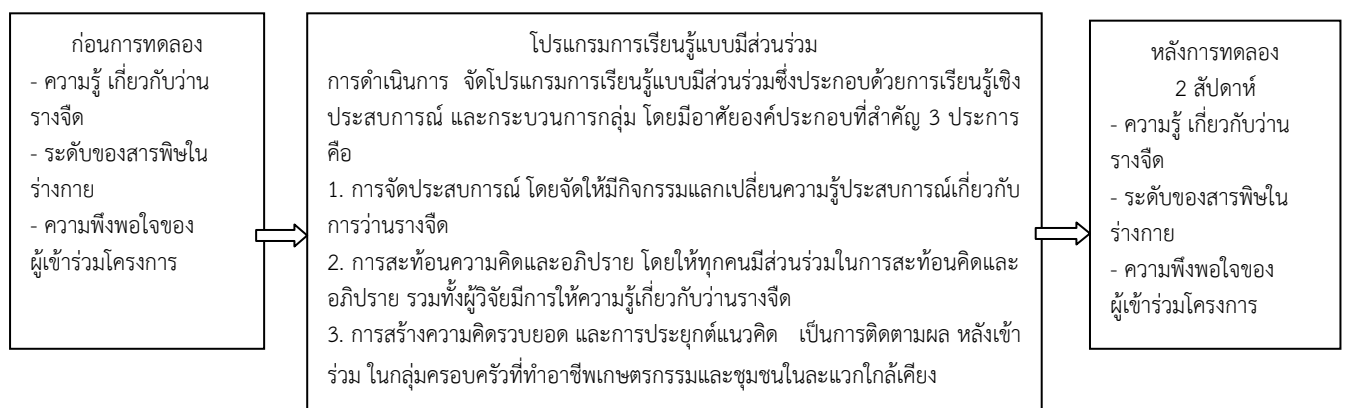 ก่อนการทดลอง
- ความรู้ เกี่ยวกับว่าน
รางจืด
- ระดับของสารพิษใน
ร่างกาย
- ความพึงพอใจของ
ผู้เข้าร่วมโครงการ
โปรแกรมการเรียนรู้แบบมีส่วนร่วม
การดำเนินการ จัดโปรแกรมการเรียนรู้แบบมีส่วนร่วมซึ่งประกอบด้วยการเรียนรู้เชิง
ประสบการณ์ และกระบวนการกลุ่ม โดยมีอาศัยองค์ประกอบที่สำคัญ 3 ประการ
คือ
1. การจัดประสบการณ์ โดยจัดให้มีกิจกรรมแลกเปลี่ยนความรู้ประสบการณ์เกี่ยวกับ
การว่านรางจืด
2. การสะท้อนความคิดและอภิปราย โดยให้ทุกคนมีส่วนร่วมในการสะท้อนคิดและ
อภิปราย รวมทั้งผู้วิจัยมีการให้ความรู้เกี่ยวกับว่านรางจืด
3. การสร้างความคิดรวบยอด และการประยุกต์แนวคิด เป็นการติดตามผล หลังเข้า
ร่วม ในกลุ่มครอบครัวที่ทำอาชีพเกษตรกรรมและชุมชนในละแวกใกล้เคียง
หลังการทดลอง
2 สัปดาห์
- ความรู้ เกี่ยวกับว่าน
รางจืด
- ระดับของสารพิษใน
ร่างกาย
- ความพึงพอใจของ
ผู้เข้าร่วมโครงการ